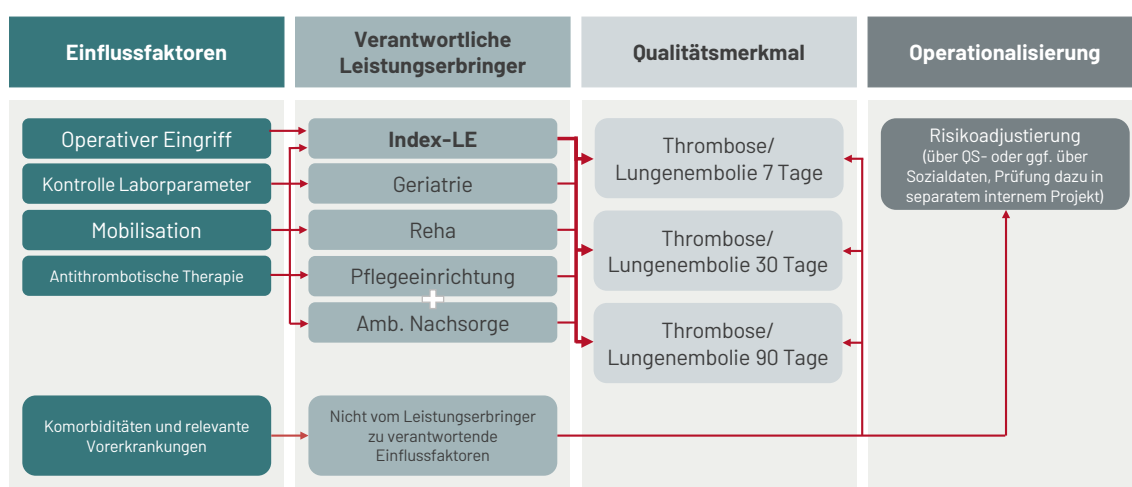 Einflussfaktoren
Verantwortliche
Leistungserbringer
Qualitätsmerkmal
Operationalisierung
Operativer Eingriff
Kontrolle Laborparameter
Mobilisation
Antithrombotische Therapie
Komorbiditäten und relevante
Vorerkrankungen
Index-LE
Geriatrie
Reha
Pflegeeinrichtung
+
Amb. Nachsorge
Nicht vom Leistungserbringer
zu verantwortende
Einflussfaktoren
Thrombose/
Lungenembolie 7 Tage
Thrombose/
Lungenembolie 30 Tage
Thrombose/
Lungenembolie 90 Tage
Risikoadjustierung
(über QS- oder ggf. über
Sozialdaten, Prüfung dazu in
separatem internem Projekt)